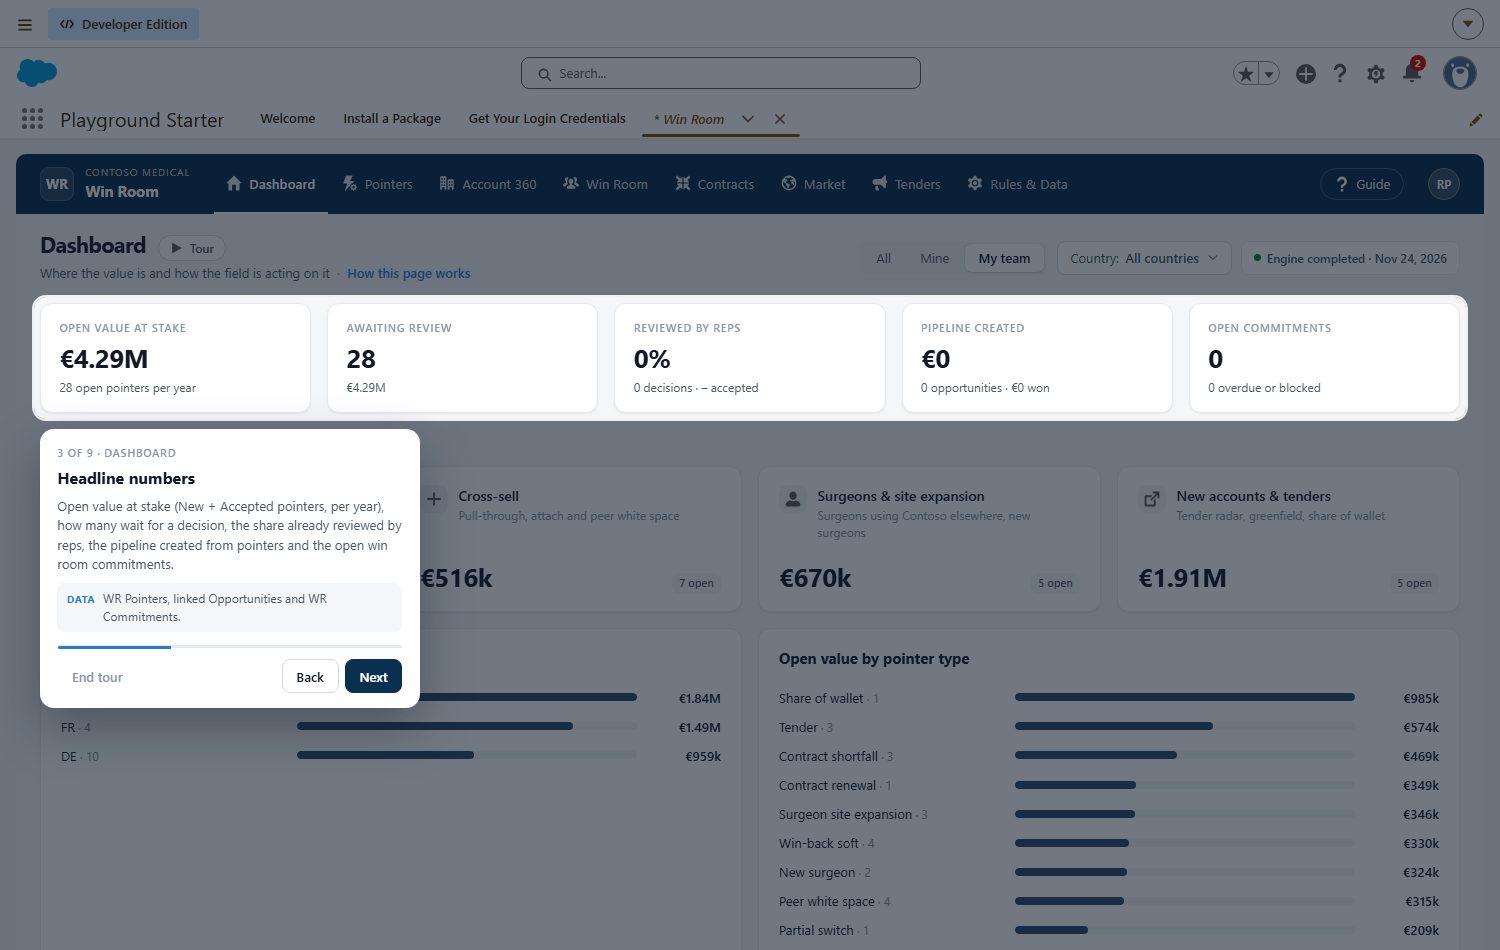 Developer Edition
Search...
2
Playground Starter
Welcome
Install a Package
Get Your Login Credentials
* Win Room
WR
CONTOSO MEDICAL
Win Room
Dashboard
Pointers
Account 360
Win Room
Contracts
Market
Tenders
Rules & Data
? Guide
RP
Dashboard
Tour
Where the value is and how the field is acting on it · How this page works
All
Mine
My team
Country: All countries
Engine completed · Nov 24, 2026
OPEN VALUE AT STAKE
€4.29M
28 open pointers per year
AWAITING REVIEW
28
€4.29M
REVIEWED BY REPS
0%
0 decisions · – accepted
PIPELINE CREATED
€0
0 opportunities · €0 won
OPEN COMMITMENTS
0
0 overdue or blocked
3 OF 9 · DASHBOARD
Headline numbers
Open value at stake (New + Accepted pointers, per year),
how many wait for a decision, the share already reviewed by
reps, the pipeline created from pointers and the open win
room commitments.
DATA WR Pointers, linked Opportunities and WR
Commitments.
End tour
Back
Next
Cross-sell
Pull-through, attach and peer white space
€516k
7 open
Surgeons & site expansion
Surgeons using Contoso elsewhere, new
surgeons
€670k
5 open
New accounts & tenders
Tender radar, greenfield, share of wallet
€1.91M
5 open
€1.84M
FR · 4
€1.49M
DE · 10
€959k
Open value by pointer type
Share of wallet · 1
€985k
Tender · 3
€574k
Contract shortfall · 3
€469k
Contract renewal · 1
€349k
Surgeon site expansion · 3
€346k
Win-back soft · 4
€330k
New surgeon · 2
€324k
Peer white space · 4
€315k
Partial switch · 1
€209k